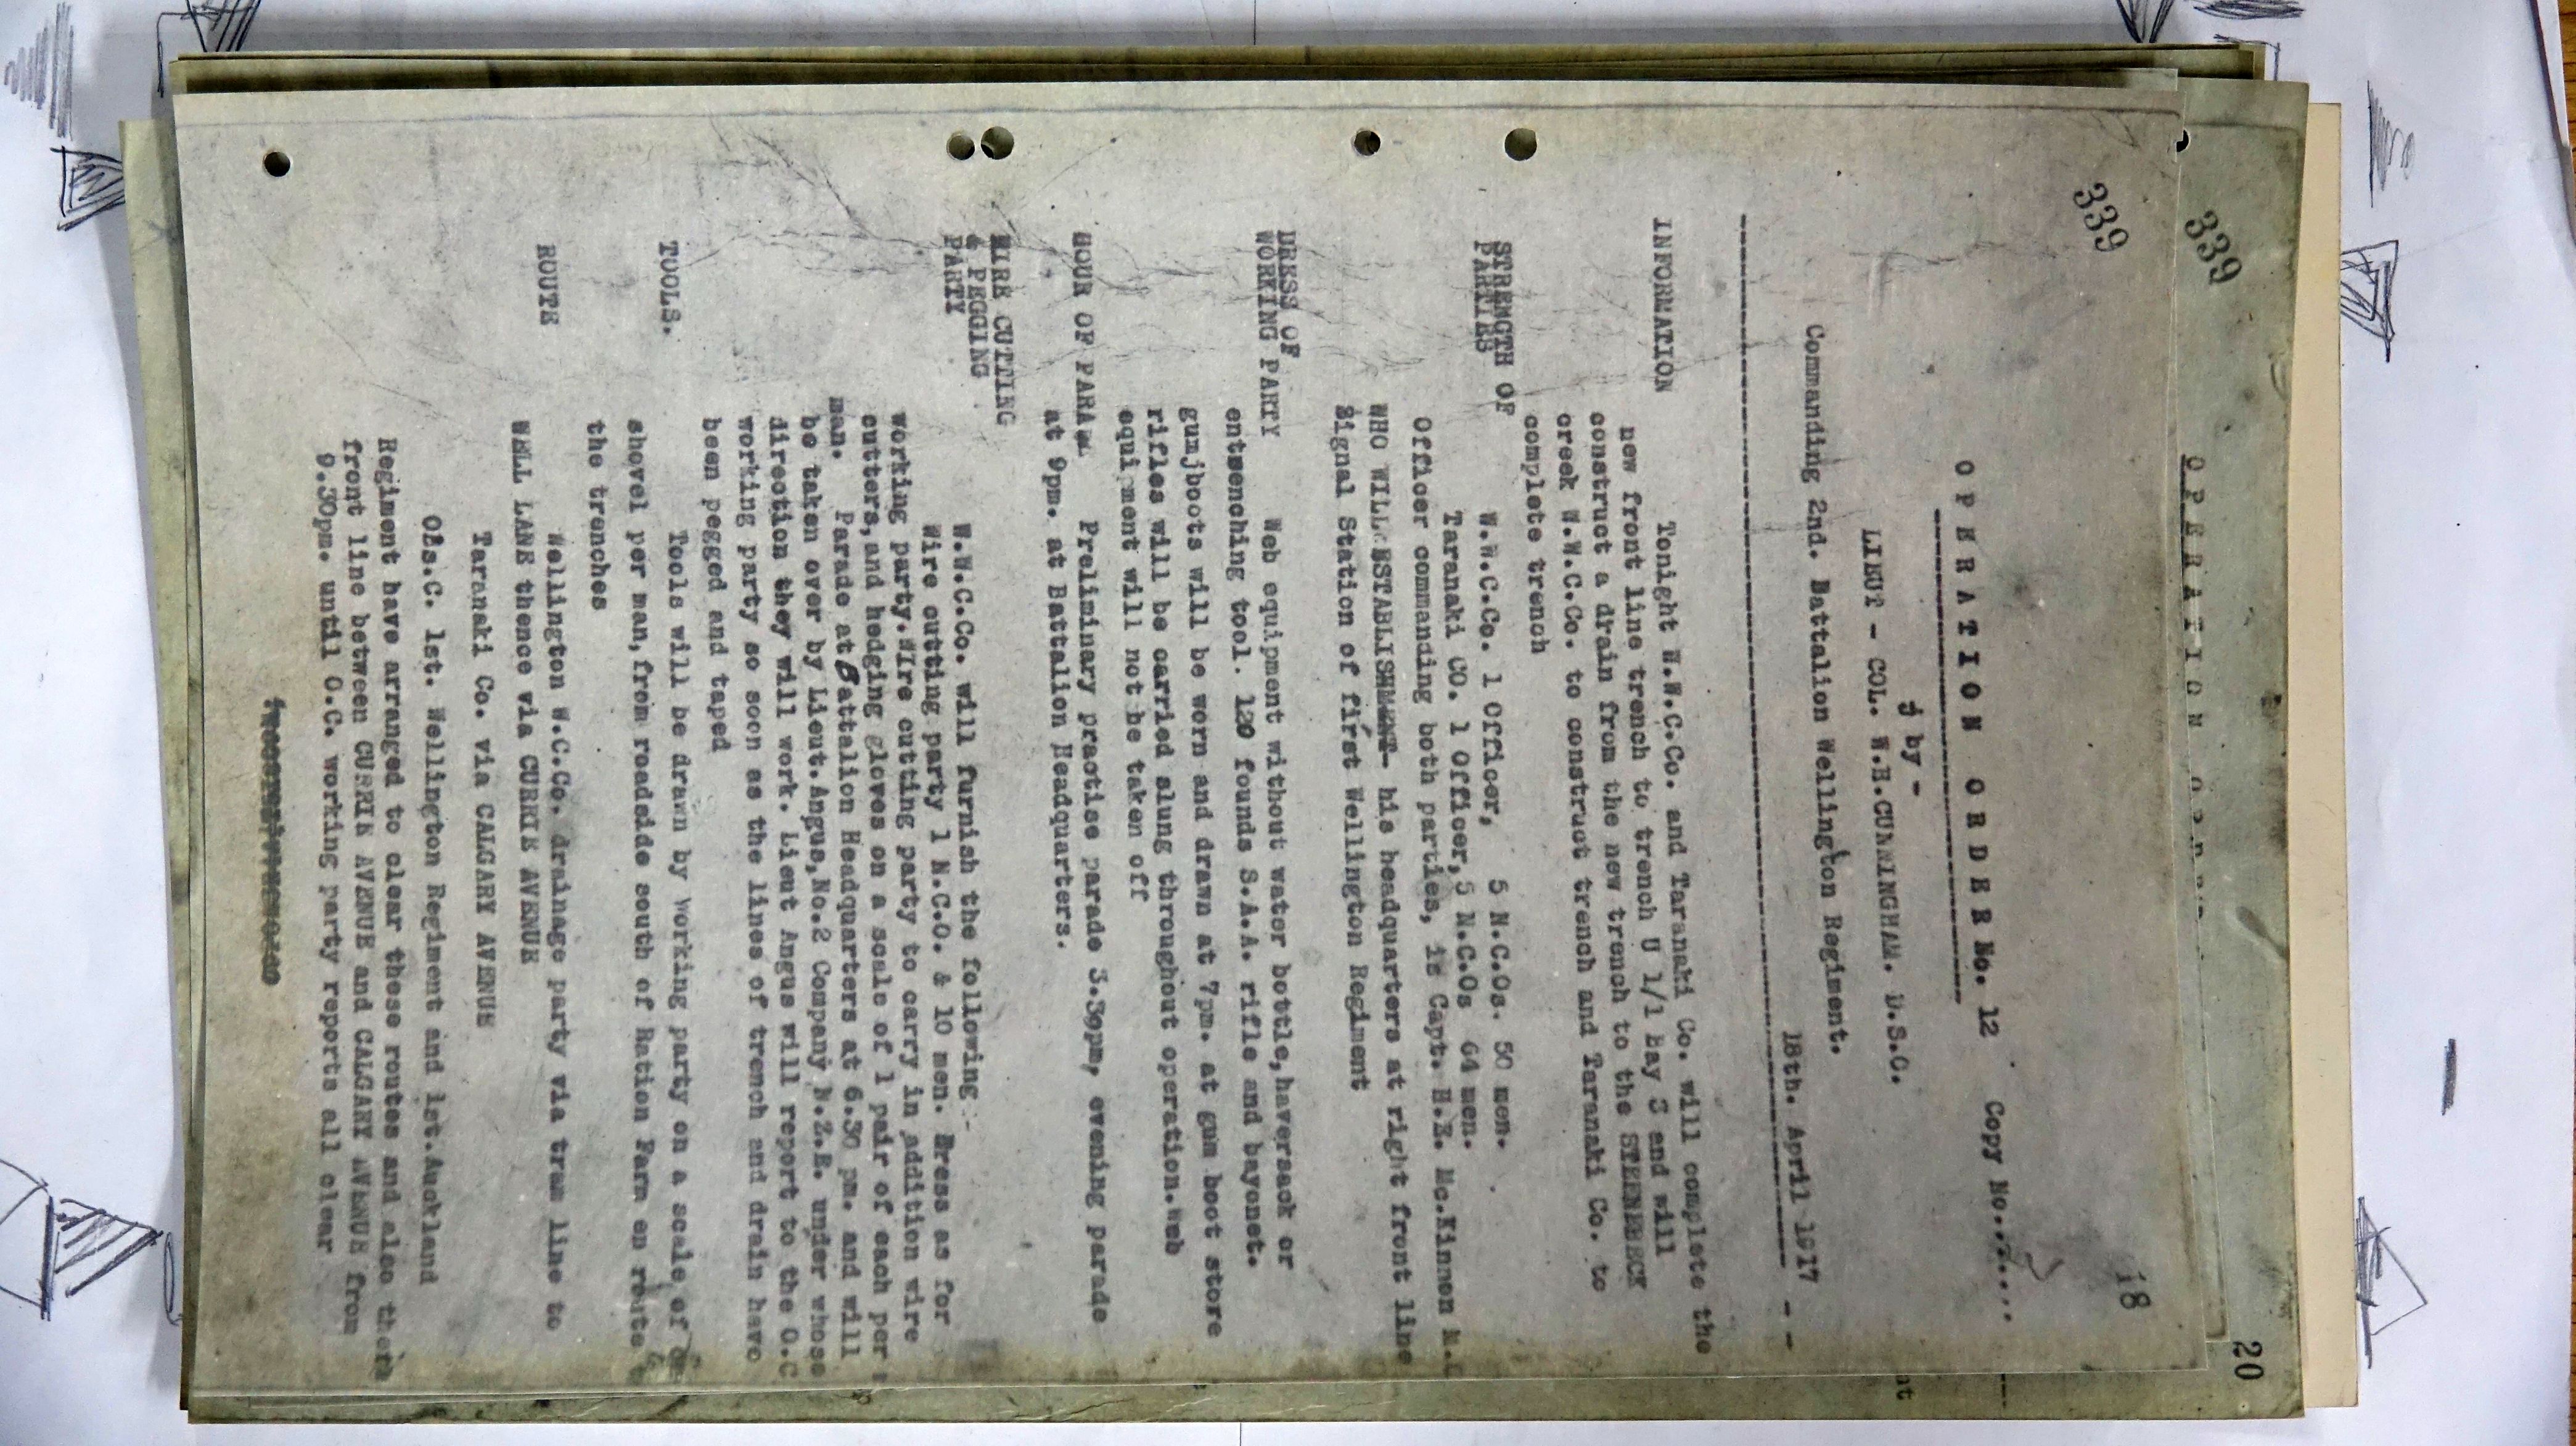 339
339
18
20
OPERATION
OPERATION ORDER No. 12 Copy No.
by -
LIEUT - COL. W.H.CUNNINGHAM. D.S.O.
Commanding 2nd. Battalion Wellington Regiment.
18th. April 1917
INFORMATION Tonight W.W.C.Co. and Taranaki Co. will complete the
new front line trench to trench U 1/1 bay 3 and will
construct a drain from the new trench to the STEENBECK
creek W.W.C.Co. to construct trench and Taranaki Co. to
complete trench
STRENGTH OF W.W.C.Co. 1 Officer, 5 N.C.Os. 50 men.
PARTIES Taranaki CO. 1 Officer, 5 N.C.Os 64 men.
Officer commanding both parties, is Capt. H.E. Mc.Kinnon
WHO WILL ESTABLISHMENT his headquarters at right front line
Signal Station of first Wellington Regiment
DRESS OF
WORKING PARTY Web equipment without water bottle,haversack or
entsenching tool. 120 founds S.A.A. rifle and bayonet.
gumjboots will be worn and drawn at 7pm. at gum boot store
rifles will be carried slung throughout operation.Web
equipment will not be taken off
HOUR OF Preliminary practise parade 3.30pm, evening parade
at 9pm. at Battalion Headquarters.
WIRE CUTTING
& PEGGING
PARTY
W.W.C.Co. will furnish the following :-
Wire cutting party 1 N.C.O. & 10 men. Dress as for
working party.WIre cutting party to carry in addition wire
cutters,and hedging gloves on a scale of 1 pair of each per
man. Parade at Battalion Headquarters at 6.30 pm. and will
be taken over by Lieut.Angus,No.2 Company N.Z.E. under whose
direction they will work. Lieut Angus will report to the O.C
working party so soon as the lines of trench and drain have
been pegged and taped
TOOLS. Tools will be drawn by working party on a scale of
shovel per man,from roadside south of Ration Farm en route
the trenches
ROUTE Wellington W.C.Co. drainage party via tram line to
WELL LANE thence via CURRIE AVENUE
Taranaki Co. via CALGARY AVENUE
O's.C. 1st. Wellington Regiment and 1st.Auckland
Regiment have arranged to clear these routes and also
front line between CURRIE AVENUE and CALGARY AVENUE from
9.30pm. until O.C. working party reports all clear